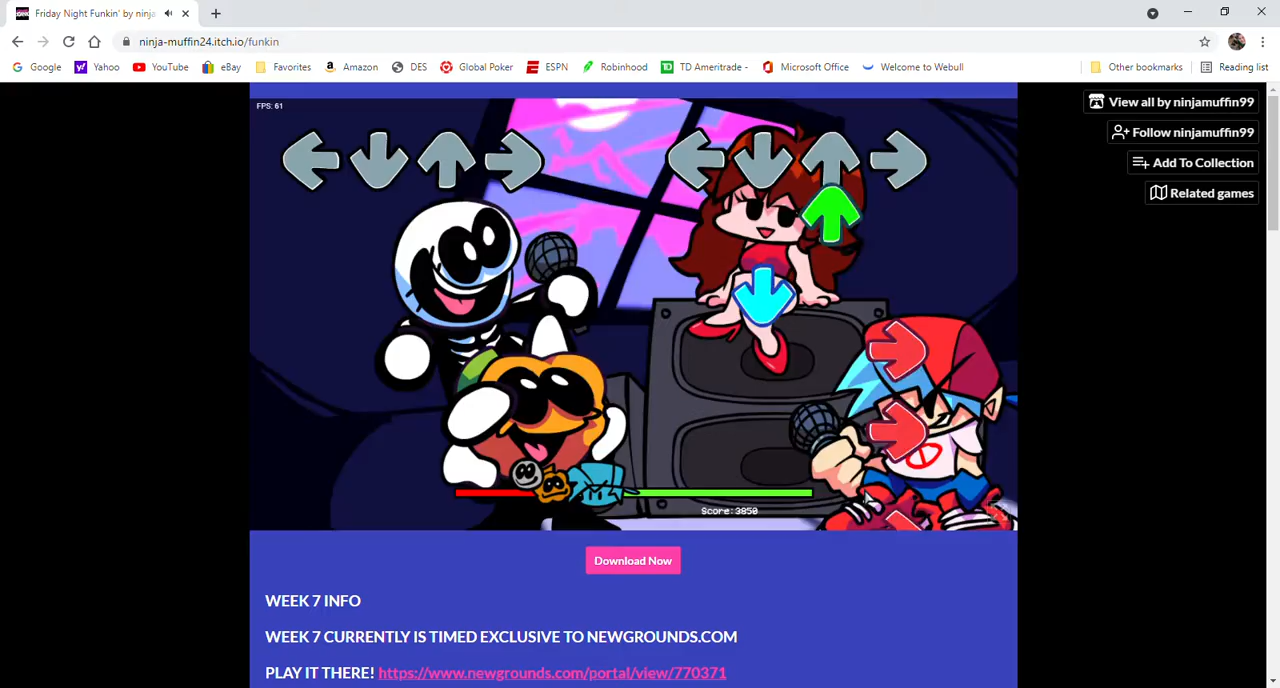 Friday Night Funkin' by ninja
ninja-muffin24.itch.io/funkin
Google Yahoo YouTube eBay Favorites Amazon DES Global Poker ESPN Robinhood TD Ameritrade - Microsoft Office Welcome to Webull Other bookmarks Reading list
FPS: 61
View all by ninjamuffin99
Follow ninjamuffin99
Add To Collection
Related games
Score:3850
Download Now
WEEK 7 INFO
WEEK 7 CURRENTLY IS TIMED EXCLUSIVE TO NEWGROUNDS.COM
PLAY IT THERE! https://www.newgrounds.com/portal/view/770371